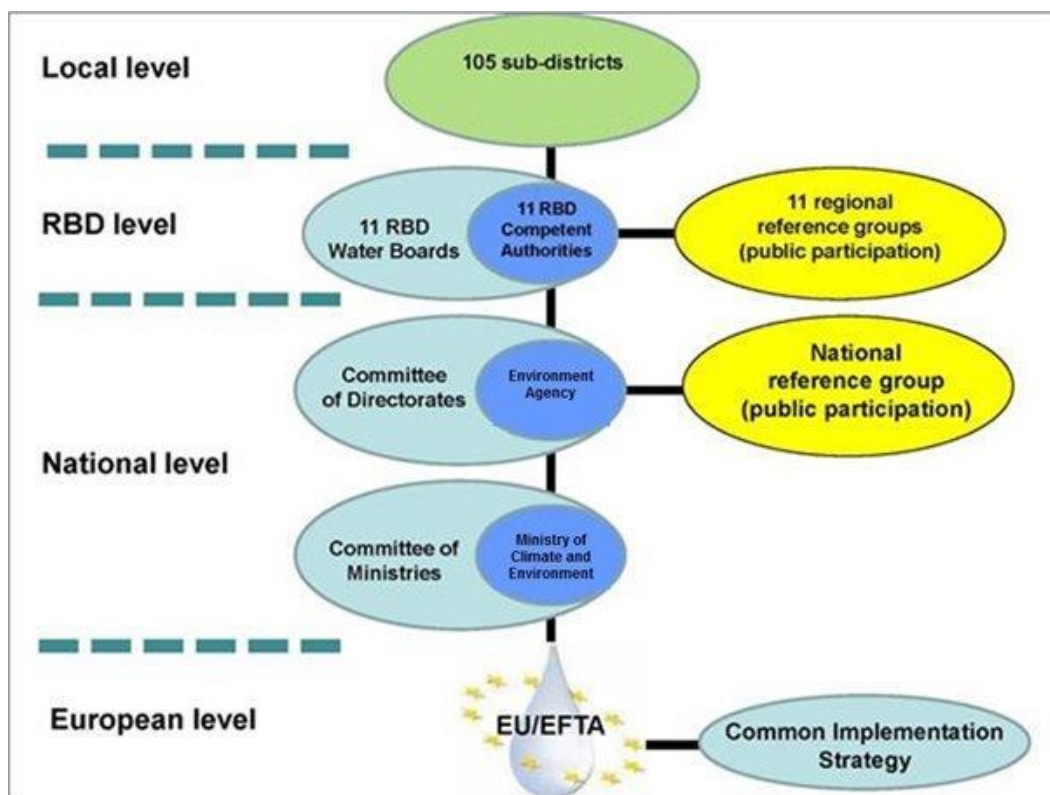 Local level
105 sub-districts
RBD level
11 RBD
Water Boards
11 RBD
Competent
Authorities
11 regional
reference groups
(public participation)
National level
Committee
of Directorates
Environment
Agency
National
reference group
(public participation)
Committee of
Ministries
Ministry of
Climate and
Environment
European level
EU/EFTA
Common Implementation
Strategy